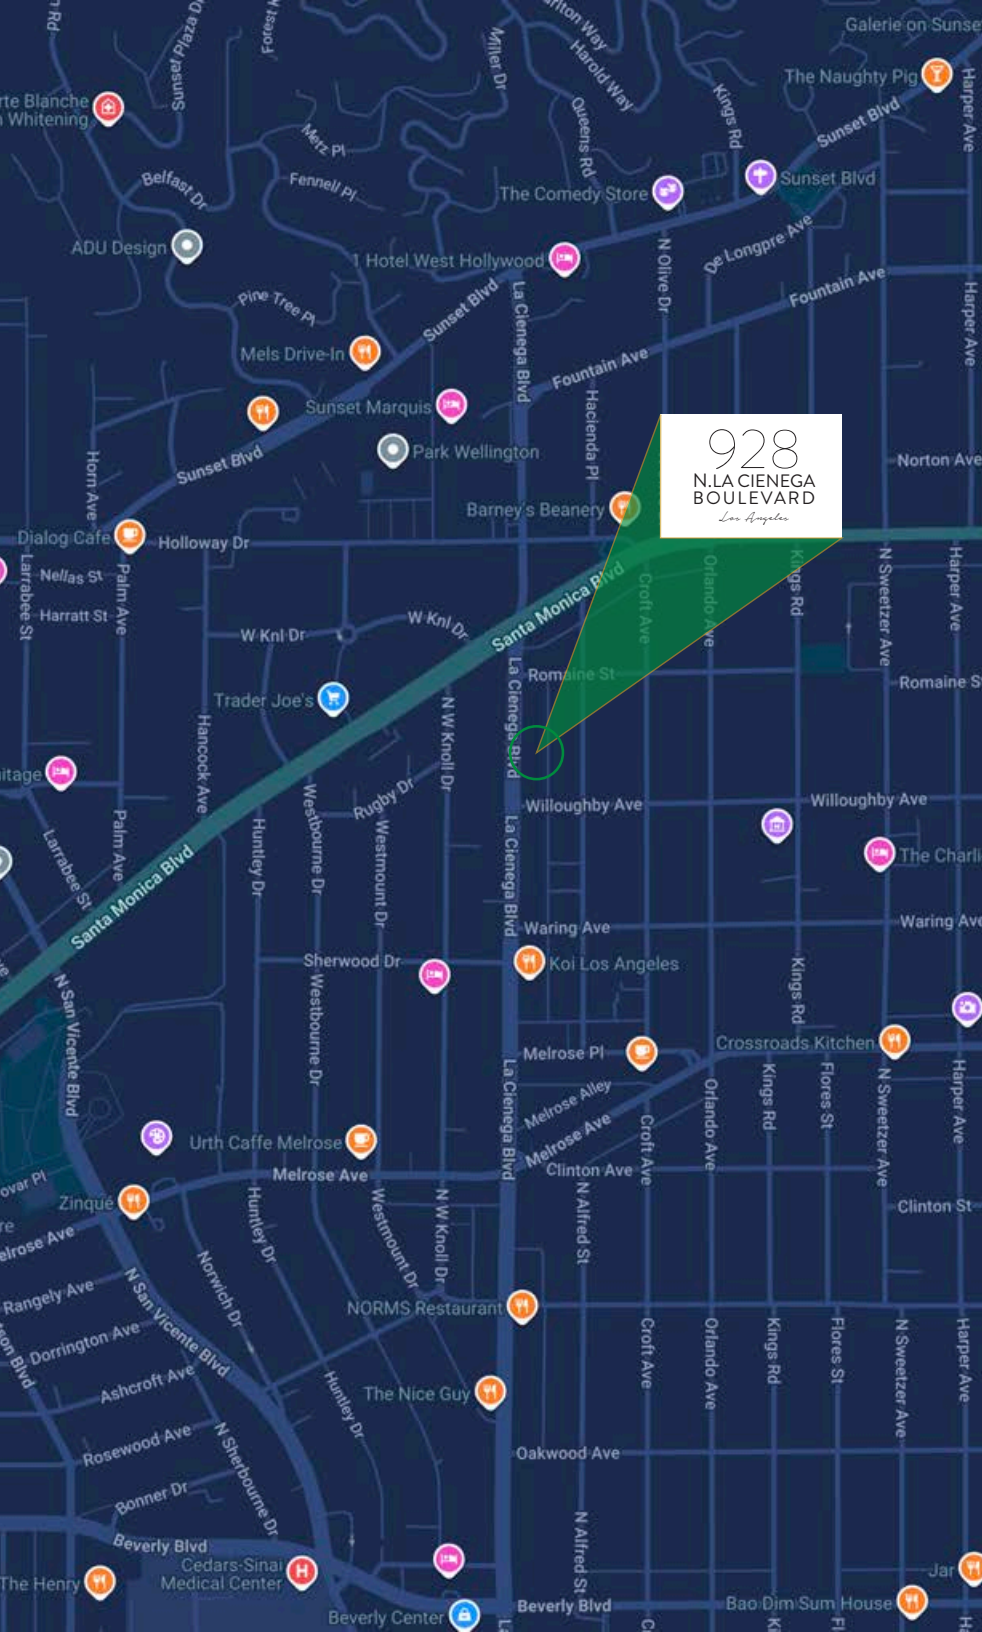 Galerie on Sunse
The Naughty Pig
Harper Ave
Miller Dr
Harold Way
Sunset Plaza D
Kings Rd
Queens Rd
Sunset Blvd
rte Blanche
n Whitening
Metz Pl
Belfast Dr
Fennell Pl
The Comedy Store
Sunset Blvd
ADU Design
1 Hotel West Hollywood
De Longpre Ave
N Olive Dr
Fountain Ave
Pine Tree Pl
Sunset Blvd
La Cienega Blvd
Harper Ave
Mels Drive-In
Fountain Ave
Sunset Marquis
Hacienda Pl
Park Wellington
928
N.LA CIENEGA
BOULEVARD
Los Angeles
Sunset Blvd
Norton Ave
Horn Ave
Barney's Beanery
Dialog Cafe
Holloway Dr
Nellas St
Larrabee St
Palm Ave
Harratt St
Santa Monica Blvd
Croft Ave
Orlando Ave
Kings Rd
N Sweetzer Ave
Harper Ave
W Knl Dr
W Knl Dr
Romaine St
Romaine S
Trader Joe's
La Cienega Blvd
N W Knoll Dr
Hancock Ave
itage
Rugby Dr
Willoughby Ave
Willoughby Ave
Palm Ave
Larrabee St
Huntley Dr
Westbourne Dr
Westmount Dr
La Cienega Blvd
The Charli
Santa Monica Blvd
Waring Ave
Waring Ave
Sherwood Dr
Koi Los Angeles
N San Vicente Blvd
Westbourne Dr
Kings Rd
Melrose Pl
Crossroads Kitchen
La Cienega Blvd
Melrose Alley
Melrose Ave
Croft Ave
Orlando Ave
Kings Rd
Flores St
N Sweetzer Ave
Harper Ave
Urth Caffe Melrose
Melrose Ave
Clinton Ave
ovar Pl
Zinqué
re
elrose Ave
Huntley Dr
Westmount Dr
N W Knoll Dr
N Alfred St
Clinton St
Rangely Ave
Norwich Dr
N San Vicente Blvd
NORMS Restaurant
Dorrington Ave
son Blvd
Croft Ave
Orlando Ave
Kings Rd
Flores St
N Sweetzer Ave
Harper Ave
Ashcroft Ave
Huntley Dr
The Nice Guy
Rosewood Ave
N Sherbourne Dr
Oakwood Ave
Bonner Dr
N Alfred St
Beverly Blvd
Cedars-Sinai
Medical Center
The Henry
Jar
Beverly Center
Beverly Blvd
Bao Dim Sum House